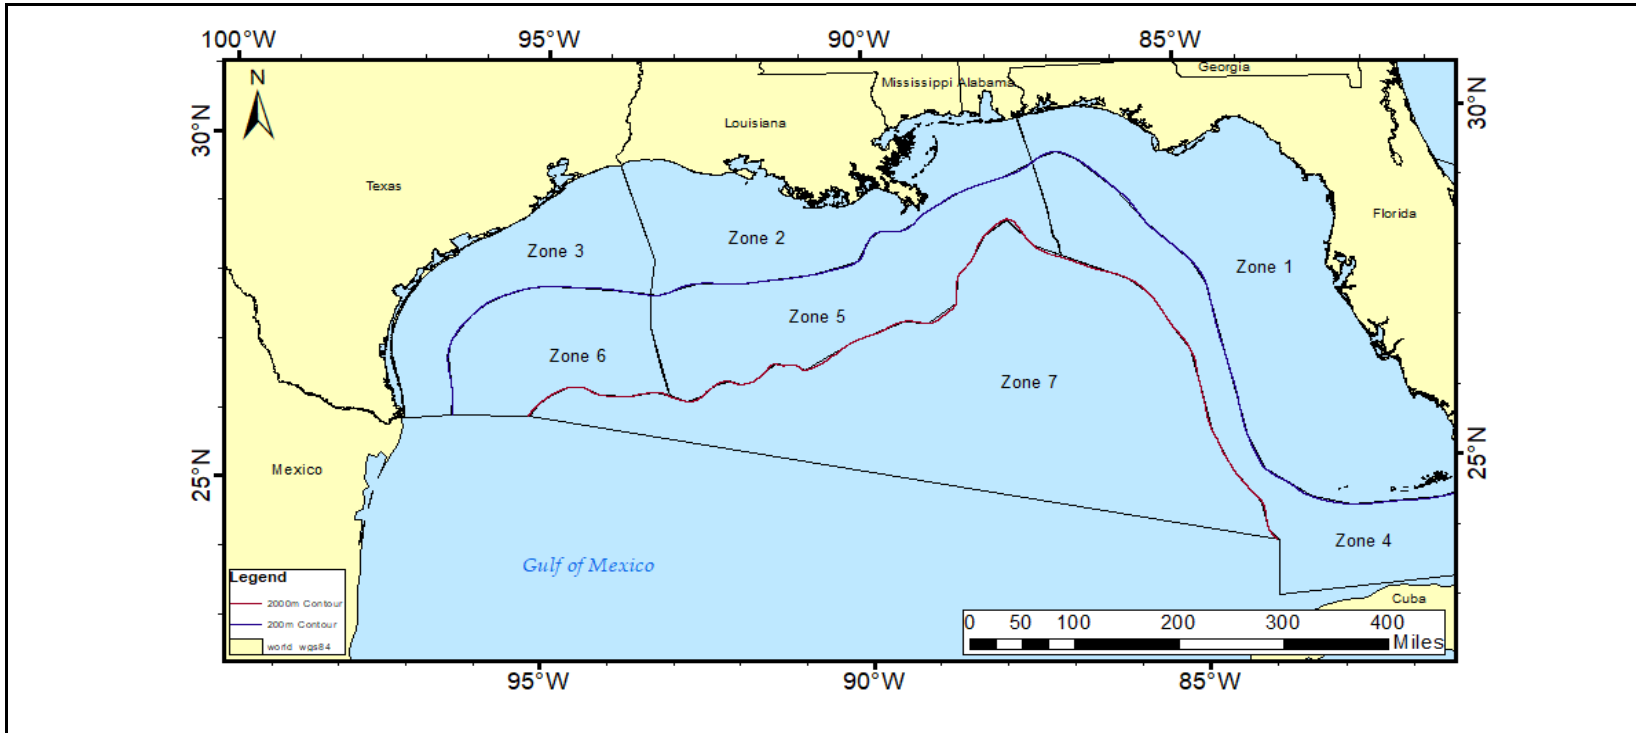 100°W 95°W 90°W 85°W
N
Georgia
Mississippi Alabama
30°N 30°N
Louisiana
Texas
Florida
Zone 3 Zone 2 Zone 1
Zone 5
Zone 6
Zone 7
25°N 25°N
Mexico
Zone 4
Gulf of Mexico
Legend
2000m Contour
200m Contour
world_wgs84
Cuba
0 50 100 200 300 400
Miles
95°W 90°W 85°W